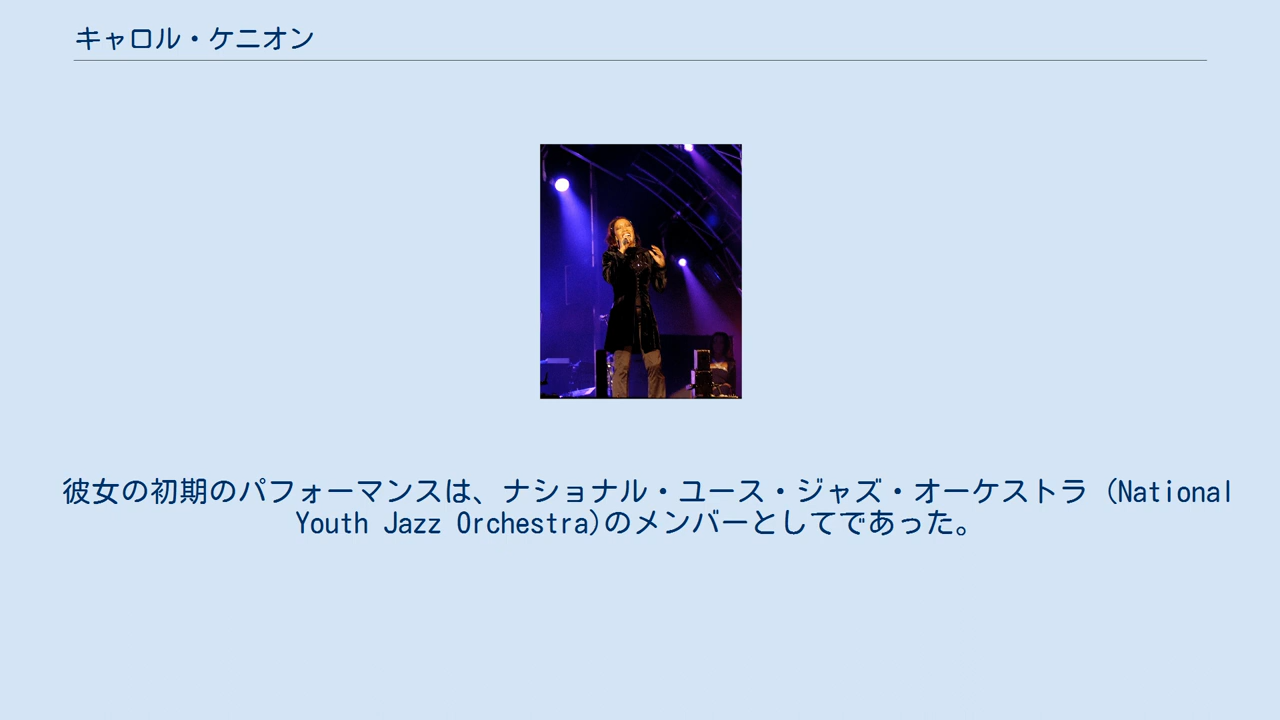 キャロル・ケニオン
彼女の初期のパフォーマンスは、ナショナル・ユース・ジャズ・オーケストラ (National
Youth Jazz Orchestra)のメンバーとしてであった。